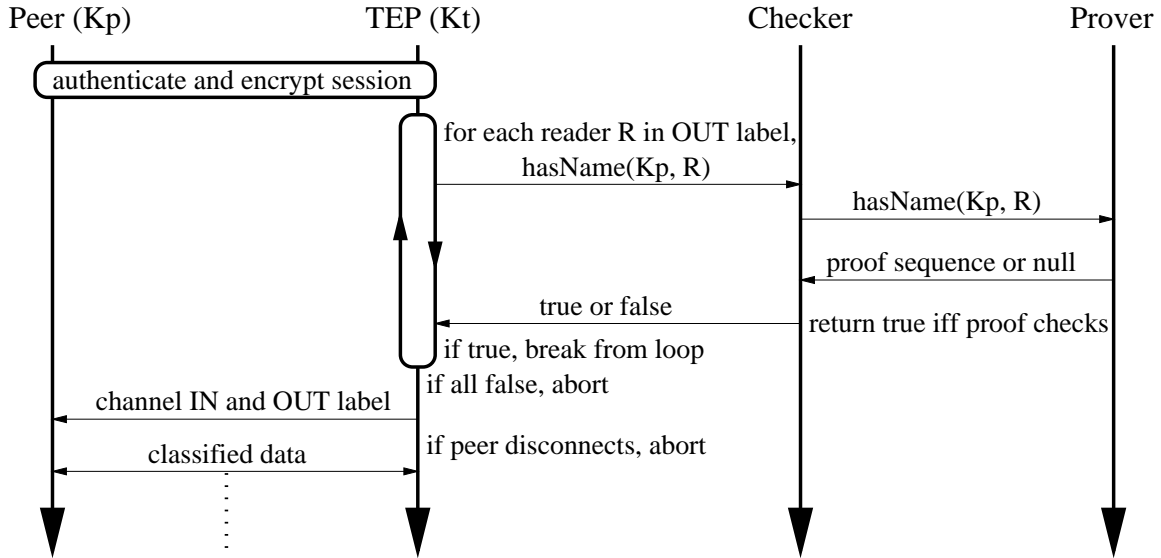 Peer (Kp)
TEP (Kt)
Checker
Prover
authenticate and encrypt session
for each reader R in OUT label,
hasName(Kp, R)
hasName(Kp, R)
proof sequence or null
true or false
return true iff proof checks
if true, break from loop
if all false, abort
channel IN and OUT label
if peer disconnects, abort
classified data